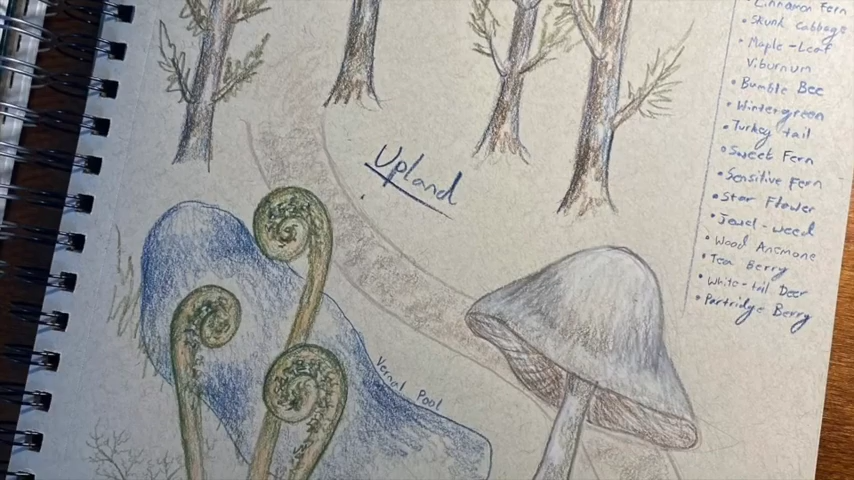 Upland
Vernal Pool
• Cinnamon Fern
• Skunk Cabbage
• Maple-Leaf
Viburnum
• Bumble Bee
• Wintergreen
• Turkey tail
• Sweet Fern
• Sensitive Fern
• Star Flower
• Jewel-weed
• Wood Anemone
• Tea Berry
• White-tail Deer
• Partridge Berry